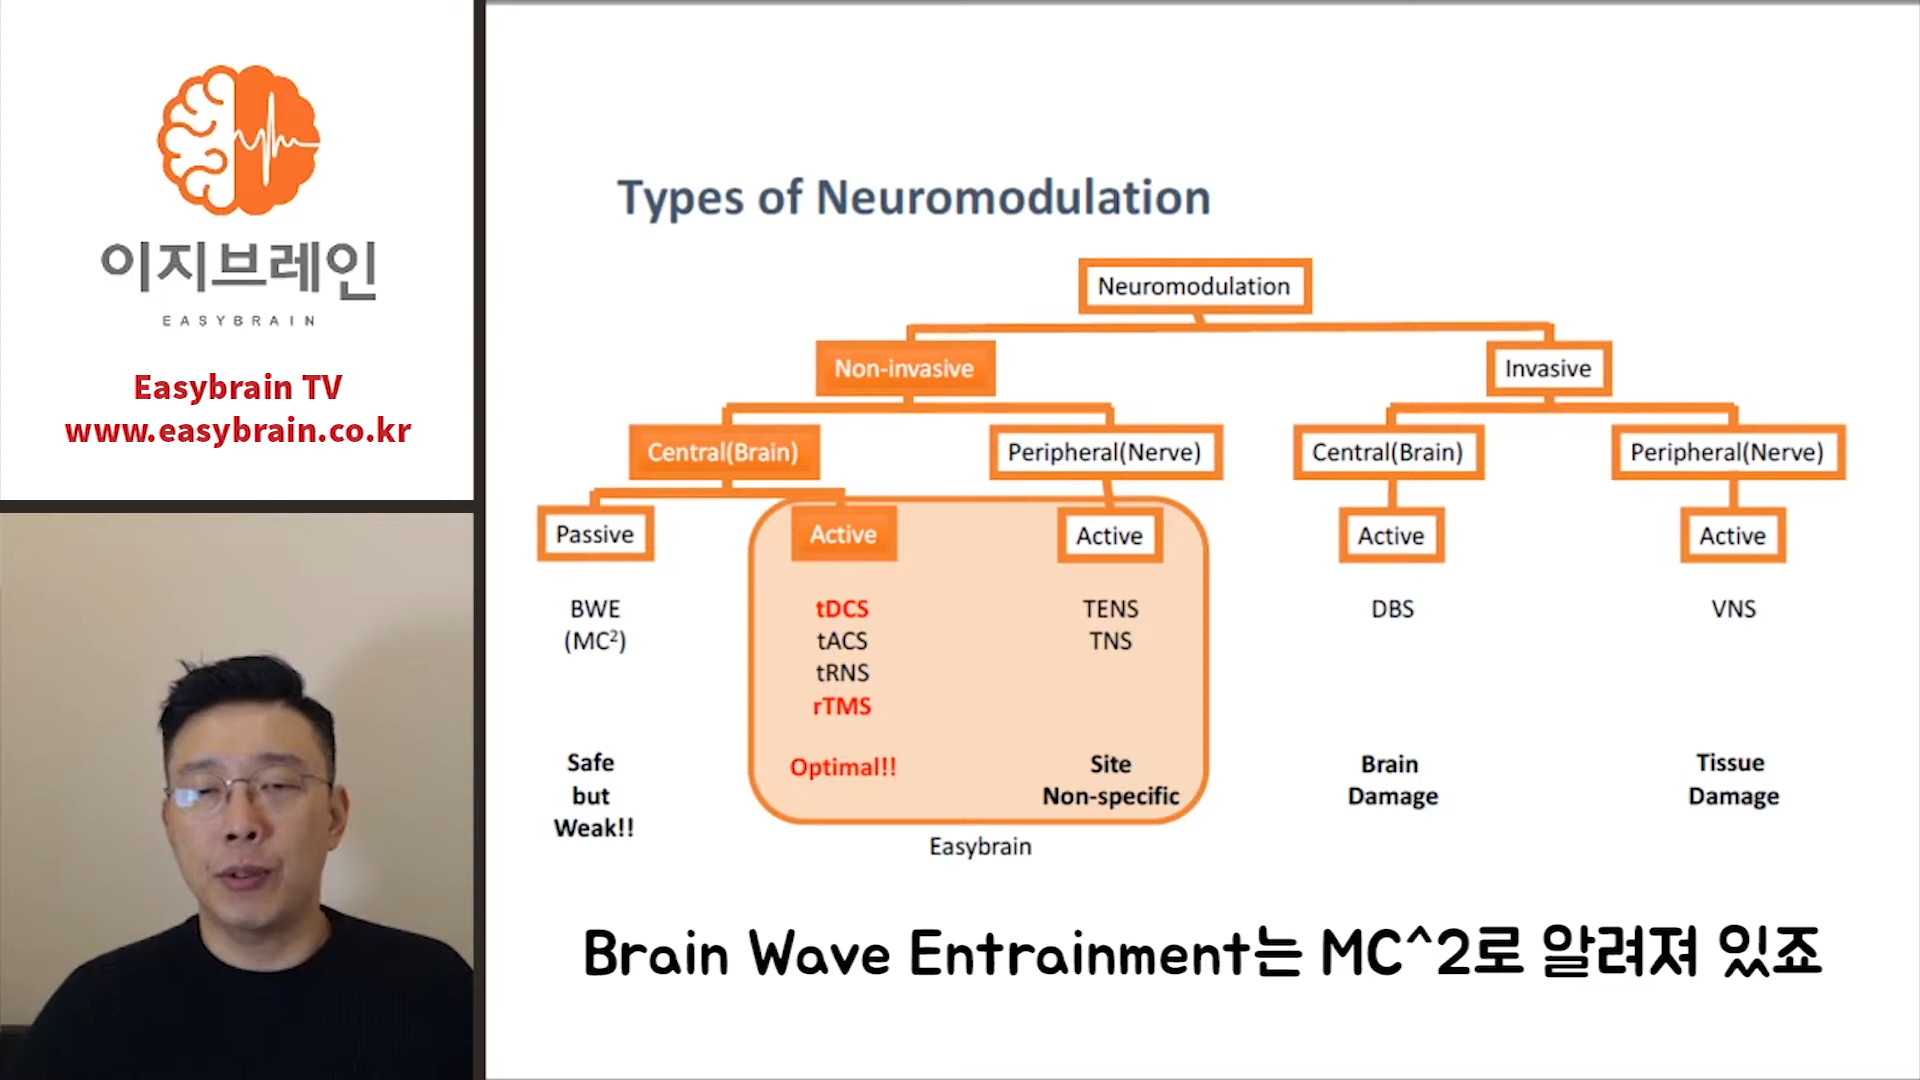 이지브레인
EASYBRAIN
Easybrain TV
www.easybrain.co.kr
Types of Neuromodulation
Neuromodulation
Non-invasive
Invasive
Central(Brain)
Peripheral(Nerve)
Central(Brain)
Peripheral(Nerve)
Passive
Active
Active
Active
Active
BWE
(MC²)
Safe
but
Weak!!
tDCS
tACS
tRNS
rTMS
Optimal!!
TENS
TNS
Site
Non-specific
DBS
Brain
Damage
VNS
Tissue
Damage
Easybrain
Brain Wave Entrainment는 MC^2로 알려져 있죠